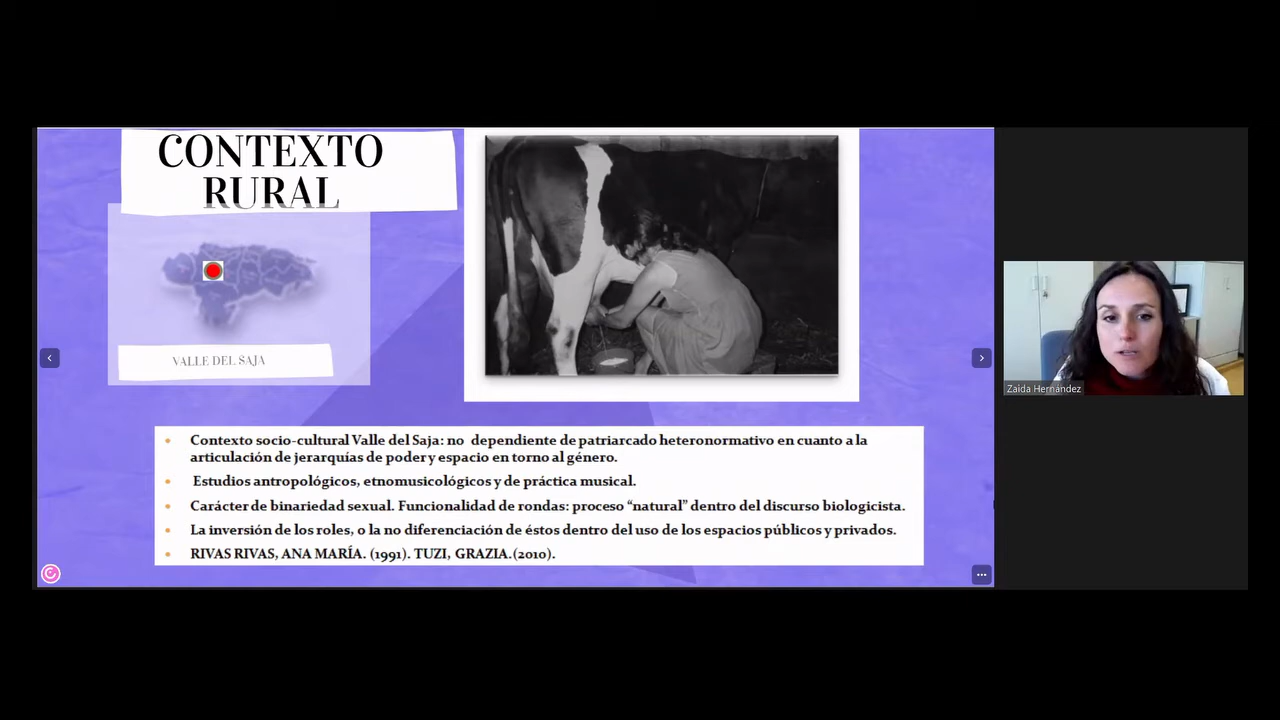 CONTEXTO
RURAL
VALLE DEL SAJA
Contexto socio-cultural Valle del Saja: no dependiente de patriarcado heteronormativo en cuanto a la
articulación de jerarquías de poder y espacio en torno al género.
Estudios antropológicos, etnomusicológicos y de práctica musical.
Carácter de binariedad sexual. Funcionalidad de rondas: proceso “natural” dentro del discurso biologicista.
La inversión de los roles, o la no diferenciación de éstos dentro del uso de los espacios públicos y privados.
RIVAS RIVAS, ANA MARÍA. (1991). TUZI, GRAZIA.(2010).
Zaida Hernández